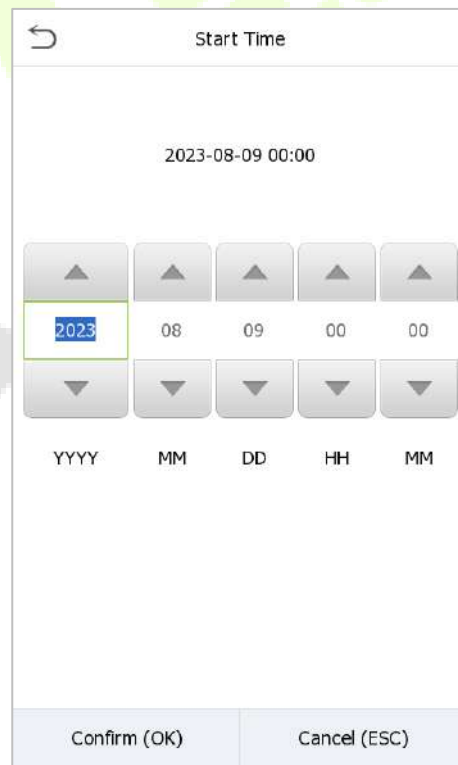 Start Time
2023-08-09 00:00
2023 08 09 00 00
YYYY MM DD HH MM
Confirm (OK) Cancel (ESC)